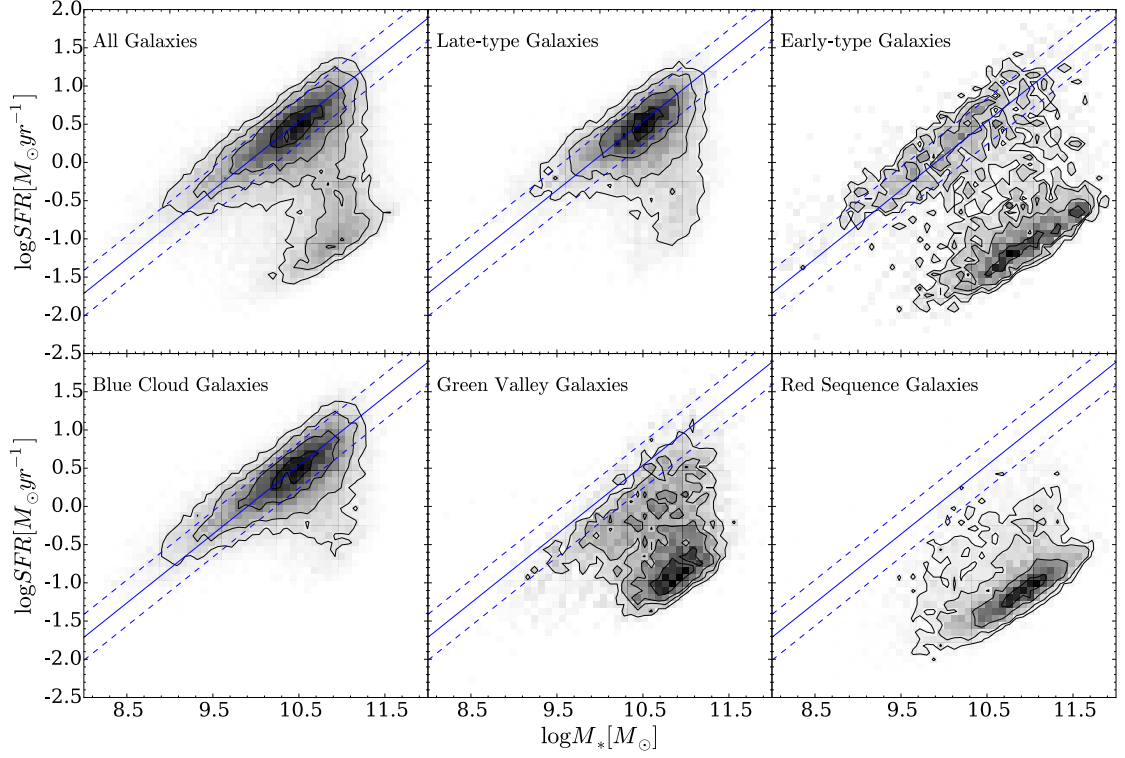 2.0
All Galaxies
Late-type Galaxies
Early-type Galaxies
1.5
1.0
0.5
0.0
-0.5
-1.0
-1.5
-2.0
-2.5
logSFR[M⊙yr⁻¹]
Blue Cloud Galaxies
Green Valley Galaxies
Red Sequence Galaxies
1.5
1.0
0.5
0.0
-0.5
-1.0
-1.5
-2.0
-2.5
logSFR[M⊙yr⁻¹]
8.5 9.5 10.5 11.5 8.5 9.5 10.5 11.5 8.5 9.5 10.5 11.5
logM*[M⊙]